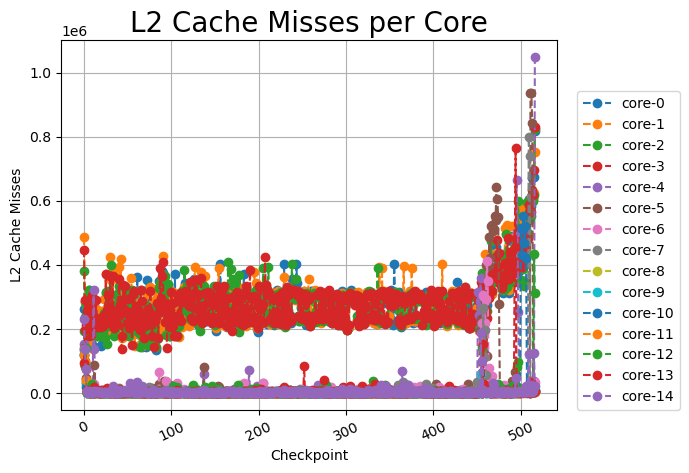 L2 Cache Misses per Core
1e6
1.0
0.8
0.6
0.4
0.2
0.0
L2 Cache Misses
0
100
200
300
400
500
Checkpoint
core-0
core-1
core-2
core-3
core-4
core-5
core-6
core-7
core-8
core-9
core-10
core-11
core-12
core-13
core-14